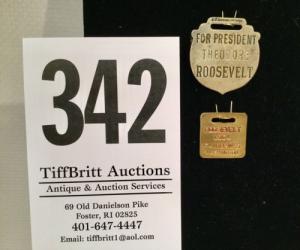 342
TiffBritt Auctions
Antique & Auction Services
69 Old Danielson Pike
Foster, RI 02825
401-647-4447
Email: tiffbritt1@aol.com
FOR PRESIDENT
THEODORE
ROOSEVELT
ROOSEVELT